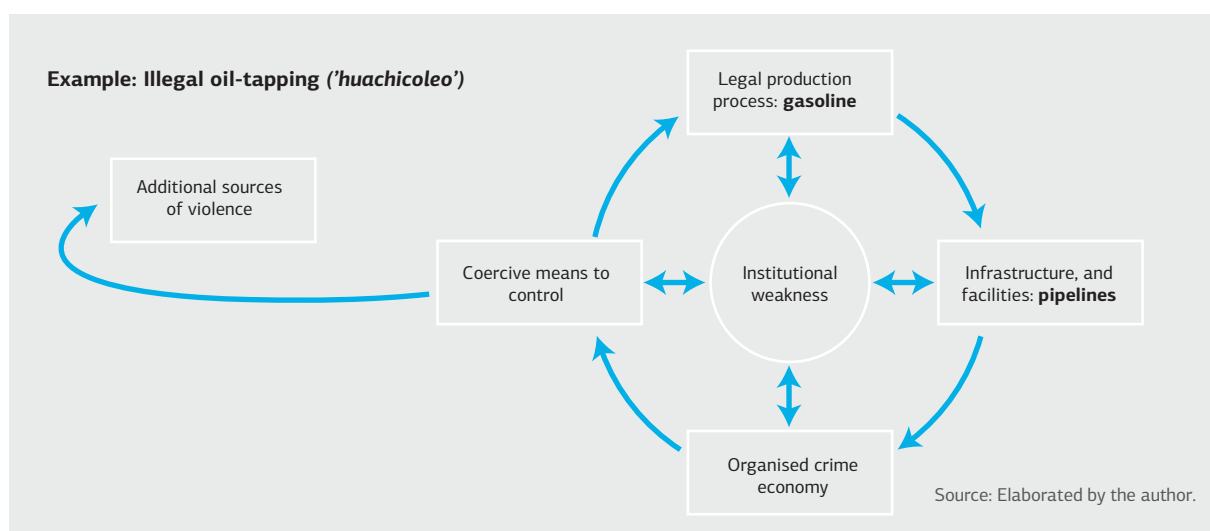 Example: Illegal oil-tapping ('huachicoleo')
Legal production
process: gasoline
Additional sources
of violence
Coercive means to
control
Institutional
weakness
Infrastructure, and
facilities: pipelines
Organised crime
economy
Source: Elaborated by the author.